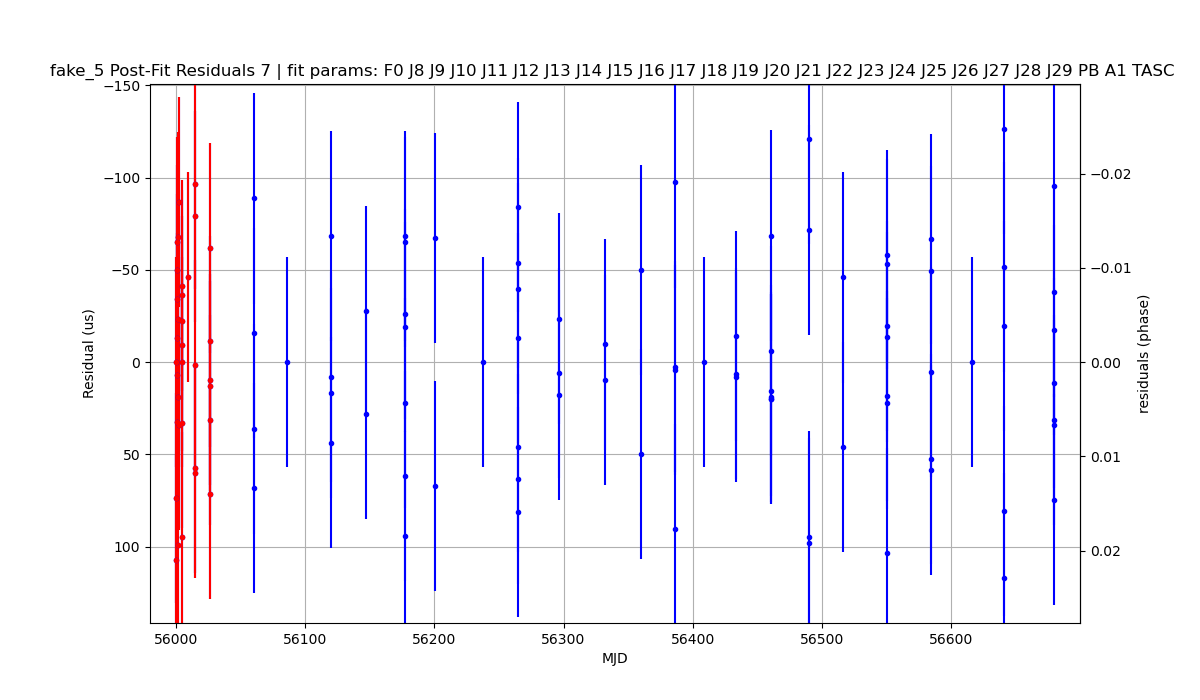 fake_5 Post-Fit Residuals 7 | fit params: F0 J8 J9 J10 J11 J12 J13 J14 J15 J16 J17 J18 J19 J20 J21 J22 J23 J24 J25 J26 J27 J28 J29 PB A1 TASC
−150
−100
−50
0
50
100
Residual (us)
−0.02
−0.01
0.00
0.01
0.02
residuals (phase)
56000 56100 56200 56300 56400 56500 56600
MJD